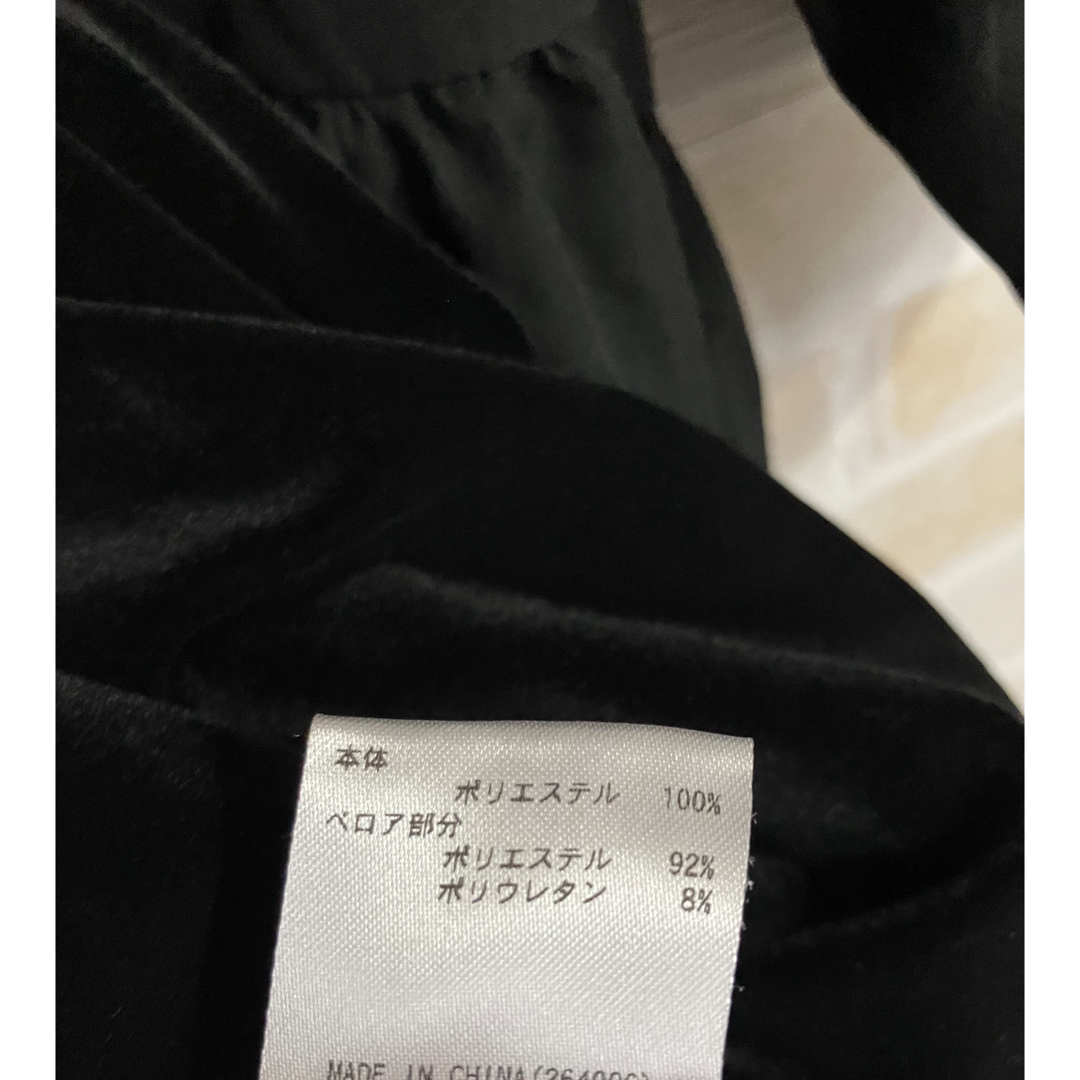 本体
ポリエステル 100%
ベロア部分
ポリエステル 92%
ポリウレタン 8%
MADE IN CHINA